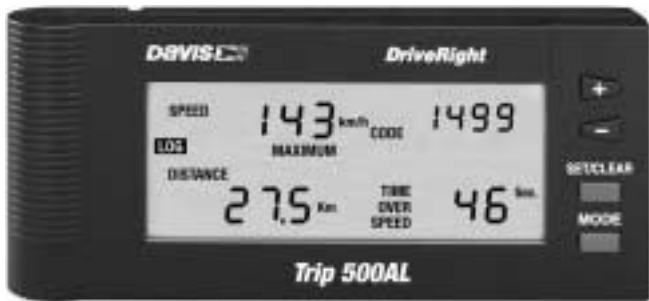 DAVIS DriveRight
SPEED 143 km/h CODE 1499
LOG MAXIMUM
DISTANCE 27.5 Km TIME OVER SPEED 46 Sec.
+
-
SET/CLEAR
MODE
Trip 500AL